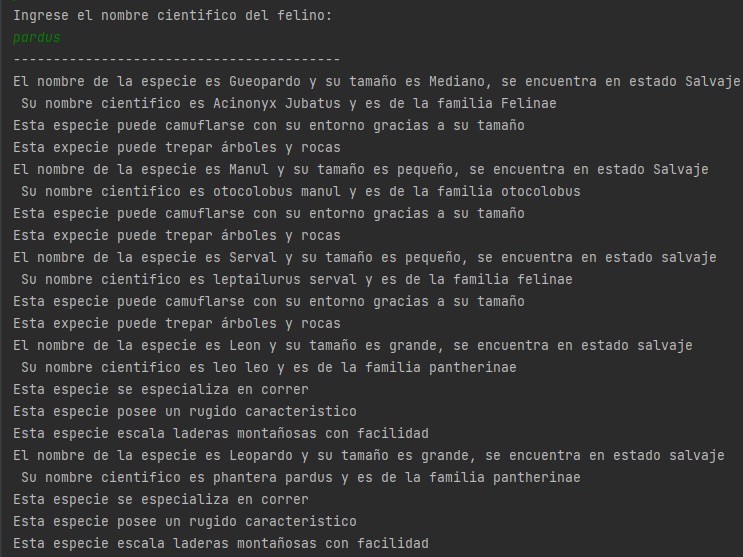 Ingrese el nombre cientifico del felino:
pardus
----------------------------------------
El nombre de la especie es Gueopardo y su tamaño es Mediano, se encuentra en estado Salvaje
Su nombre cientifico es Acinonyx Jubatus y es de la familia Felinae
Esta especie puede camuflarse con su entorno gracias a su tamaño
Esta expecie puede trepar árboles y rocas
El nombre de la especie es Manul y su tamaño es pequeño, se encuentra en estado Salvaje
Su nombre cientifico es otocolobus manul y es de la familia otocolobus
Esta especie puede camuflarse con su entorno gracias a su tamaño
Esta expecie puede trepar árboles y rocas
El nombre de la especie es Serval y su tamaño es pequeño, se encuentra en estado salvaje
Su nombre cientifico es leptailurus serval y es de la familia felinae
Esta especie puede camuflarse con su entorno gracias a su tamaño
Esta expecie puede trepar árboles y rocas
El nombre de la especie es Leon y su tamaño es grande, se encuentra en estado salvaje
Su nombre cientifico es leo leo y es de la familia pantherinae
Esta especie se especializa en correr
Esta especie posee un rugido caracteristico
Esta especie escala laderas montañosas con facilidad
El nombre de la especie es Leopardo y su tamaño es grande, se encuentra en estado salvaje
Su nombre cientifico es phantera pardus y es de la familia pantherinae
Esta especie se especializa en correr
Esta especie posee un rugido caracteristico
Esta especie escala laderas montañosas con facilidad